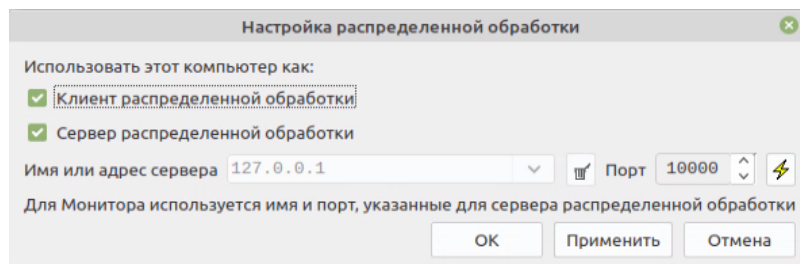 Настройка распределенной обработки
Использовать этот компьютер как:
Клиент распределенной обработки
Сервер распределенной обработки
Имя или адрес сервера 127.0.0.1 Порт 10000
Для Монитора используется имя и порт, указанные для сервера распределенной обработки
ОК Применить Отмена